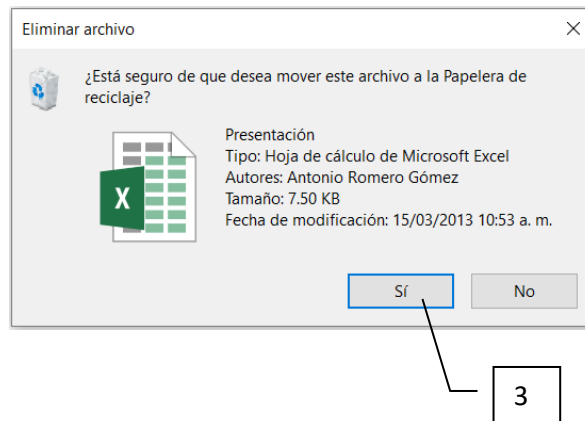 Eliminar archivo
¿Está seguro de que desea mover este archivo a la Papelera de
reciclaje?
Presentación
Tipo: Hoja de cálculo de Microsoft Excel
Autores: Antonio Romero Gómez
Tamaño: 7.50 KB
Fecha de modificación: 15/03/2013 10:53 a. m.
X
Sí
No
3